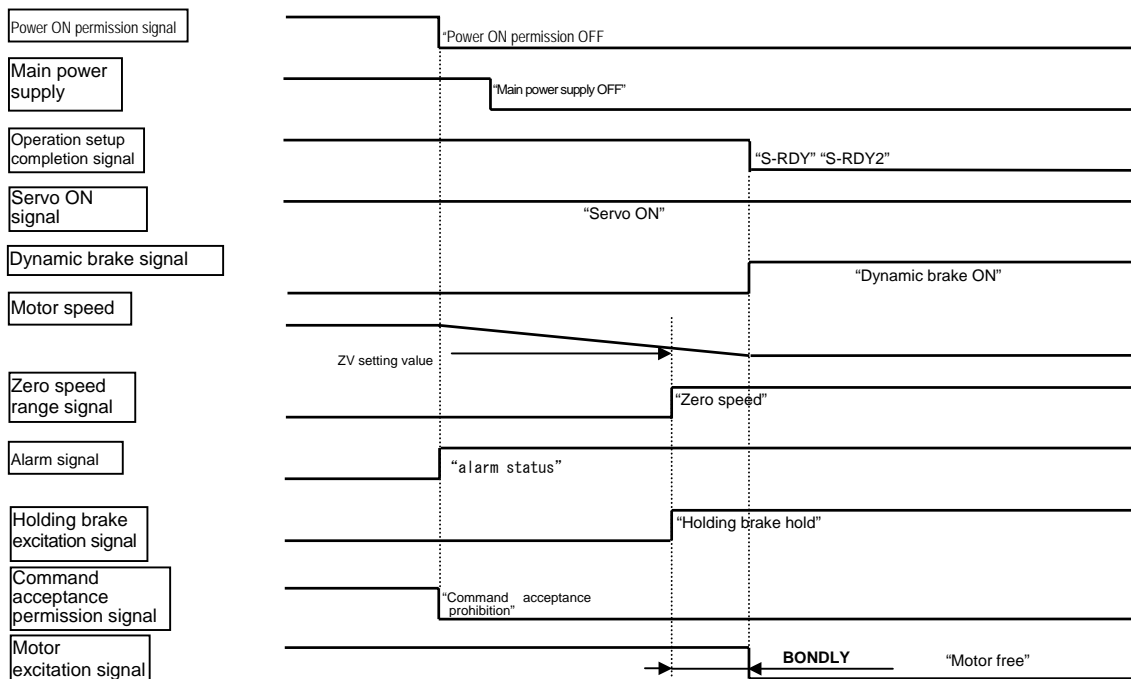 Power ON permission signal
“Power ON permission OFF
Main power
supply
“Main power supply OFF”
Operation setup
completion signal
“S-RDY” “S-RDY2”
Servo ON
signal
“Servo ON”
Dynamic brake signal
“Dynamic brake ON”
Motor speed
ZV setting value
Zero speed
range signal
“Zero speed”
Alarm signal
“alarm status”
Holding brake
excitation signal
“Holding brake hold”
Command
acceptance
permission signal
“Command acceptance
prohibition”
Motor
excitation signal
BONDLY
“Motor free”